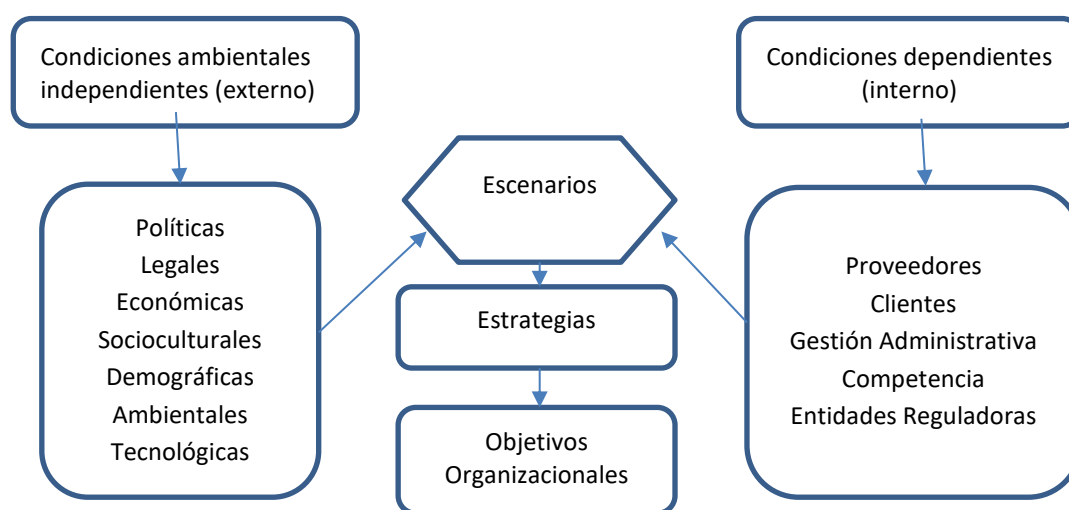 Condiciones ambientales
independientes (externo)
Condiciones dependientes
(interno)
Escenarios
Políticas
Legales
Económicas
Socioculturales
Demográficas
Ambientales
Tecnológicas
Estrategias
Objetivos
Organizacionales
Proveedores
Clientes
Gestión Administrativa
Competencia
Entidades Reguladoras